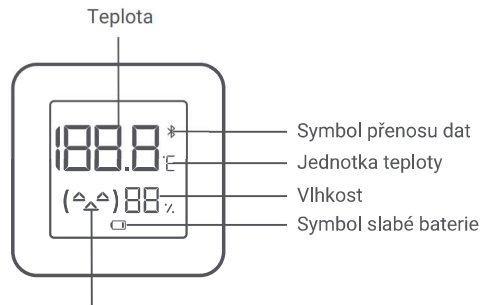 Teplota
188.8
°C
Symbol přenosu dat
Jednotka teploty
(△△△) 88 %
Vlhkost
Symbol slabé baterie